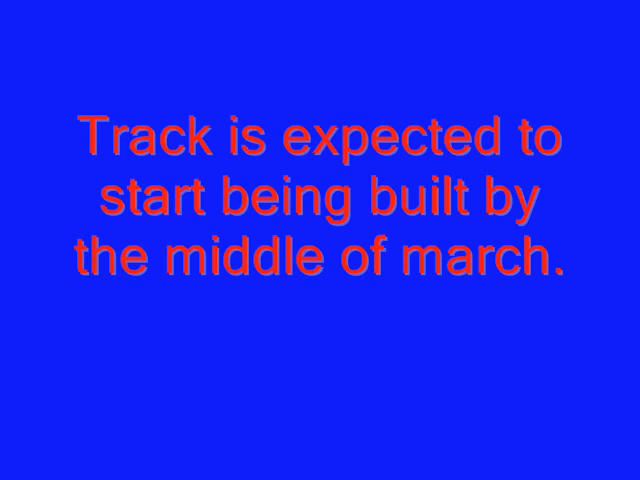 Track is expected to
start being built by
the middle of march.